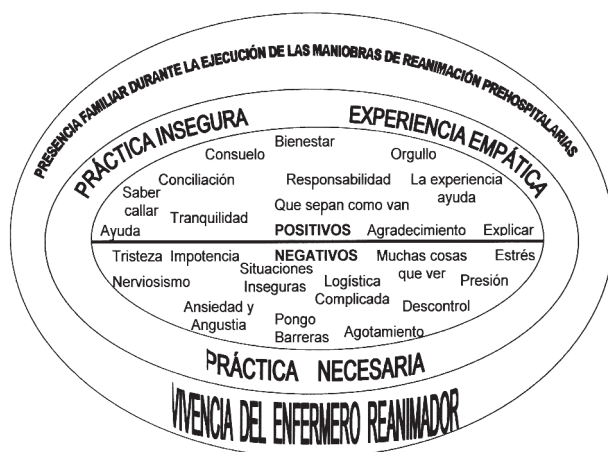 PRESENCIA FAMILIAR DURANTE LA EJECUCIÓN DE LAS MANIOBRAS DE REANIMACIÓN PREHOSPITALARIAS
PRÁCTICA INSEGURA
EXPERIENCIA EMPÁTICA
Bienestar
Consuelo
Orgullo
Conciliación
Responsabilidad
La experiencia
ayuda
Saber
callar
Tranquilidad
Que sepan como van
Ayuda
POSITIVOS
Agradecimiento
Explicar
Tristeza
Impotencia
NEGATIVOS
Muchas cosas
que ver
Estrés
Nerviosismo
Situaciones
Inseguras
Logística
Complicada
Presión
Ansiedad y
Angustia
Pongo
Barreras
Agotamiento
Descontrol
PRÁCTICA NECESARIA
VIVENCIA DEL ENFERMERO REANIMADOR